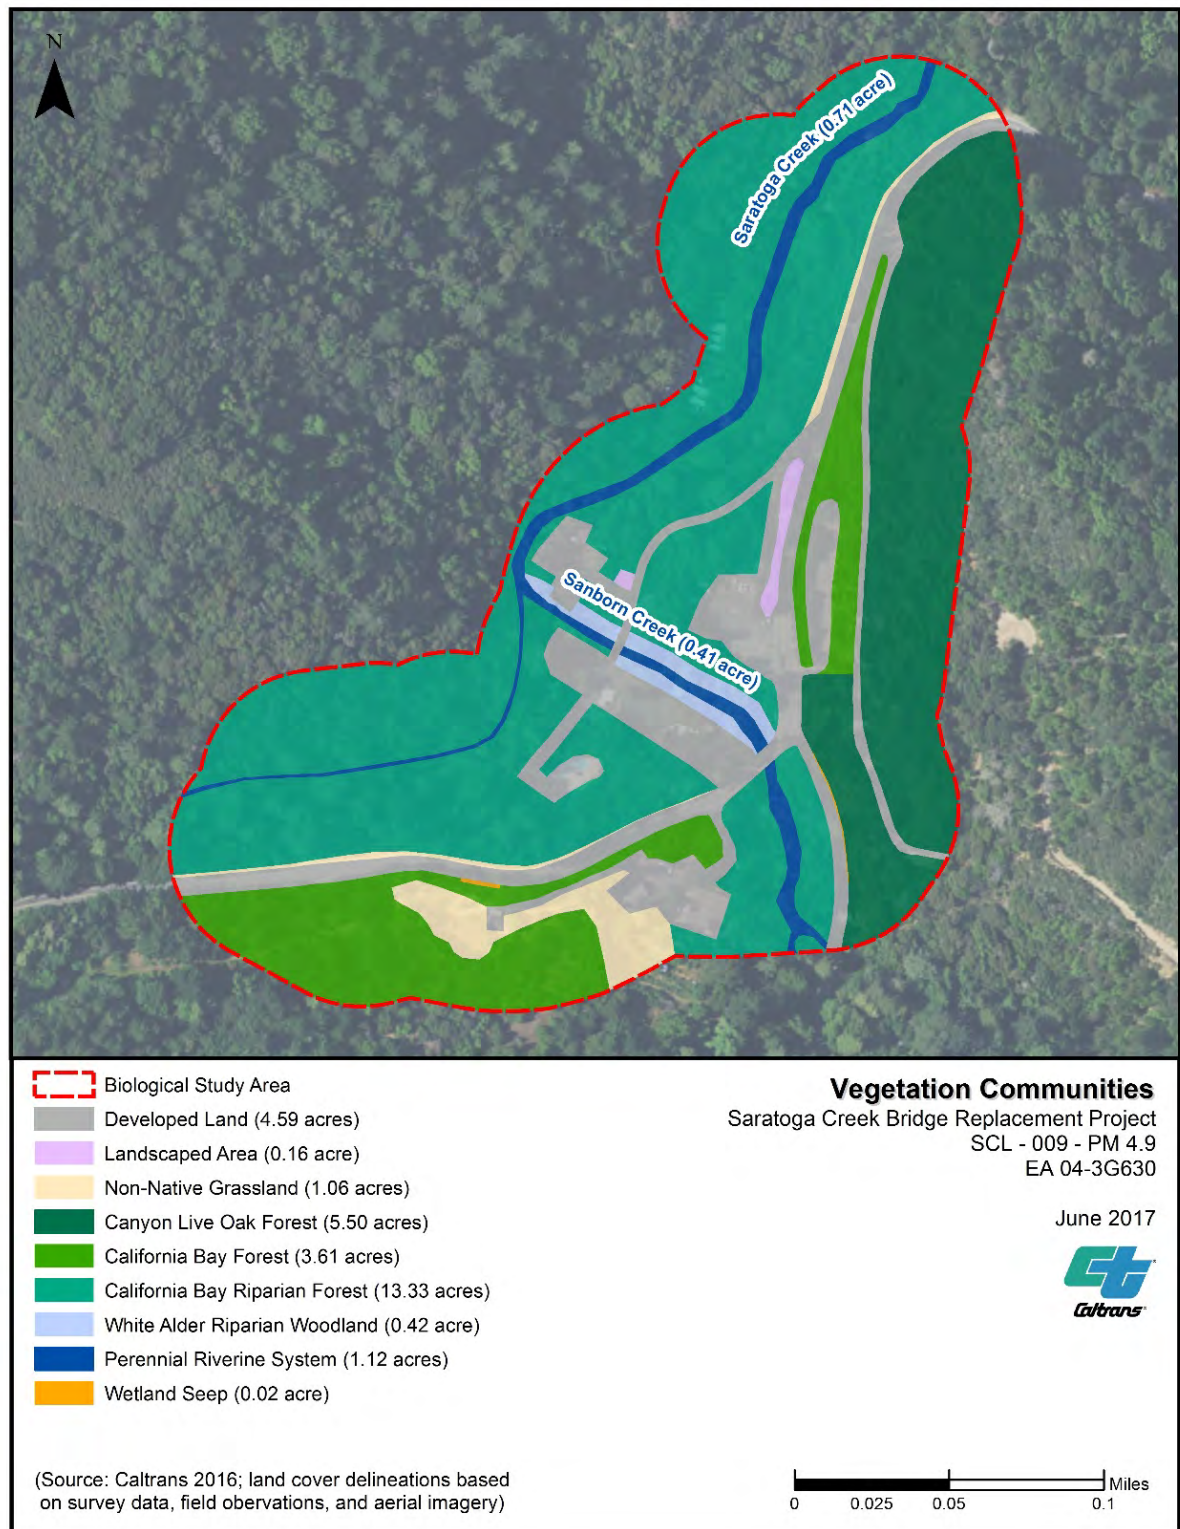 N
Saratoga Creek (0.71 acre)
Sanborn Creek (0.41 acre)
Biological Study Area
Developed Land (4.59 acres)
Landscaped Area (0.16 acre)
Non-Native Grassland (1.06 acres)
Canyon Live Oak Forest (5.50 acres)
California Bay Forest (3.61 acres)
California Bay Riparian Forest (13.33 acres)
White Alder Riparian Woodland (0.42 acre)
Perennial Riverine System (1.12 acres)
Wetland Seep (0.02 acre)
(Source: Caltrans 2016; land cover delineations based
on survey data, field obervations, and aerial imagery)
Vegetation Communities
Saratoga Creek Bridge Replacement Project
SCL - 009 - PM 4.9
EA 04-3G630
June 2017
Caltrans
Miles
0 0.025 0.05 0.1